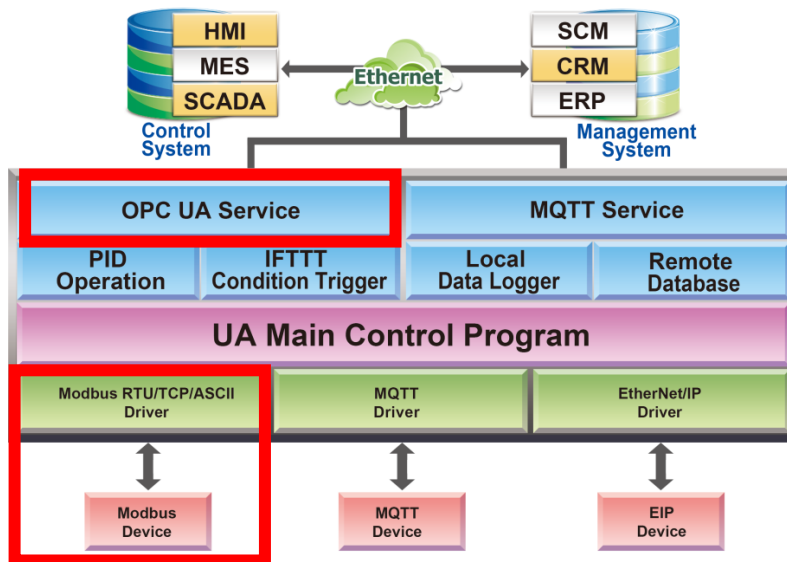 HMI
MES
SCADA
Control
System
Ethernet
SCM
CRM
ERP
Management
System
OPC UA Service
MQTT Service
PID
Operation
IFTTT
Condition Trigger
Local
Data Logger
Remote
Database
UA Main Control Program
Modbus RTU/TCP/ASCII
Driver
MQTT
Driver
EtherNet/IP
Driver
Modbus
Device
MQTT
Device
EIP
Device